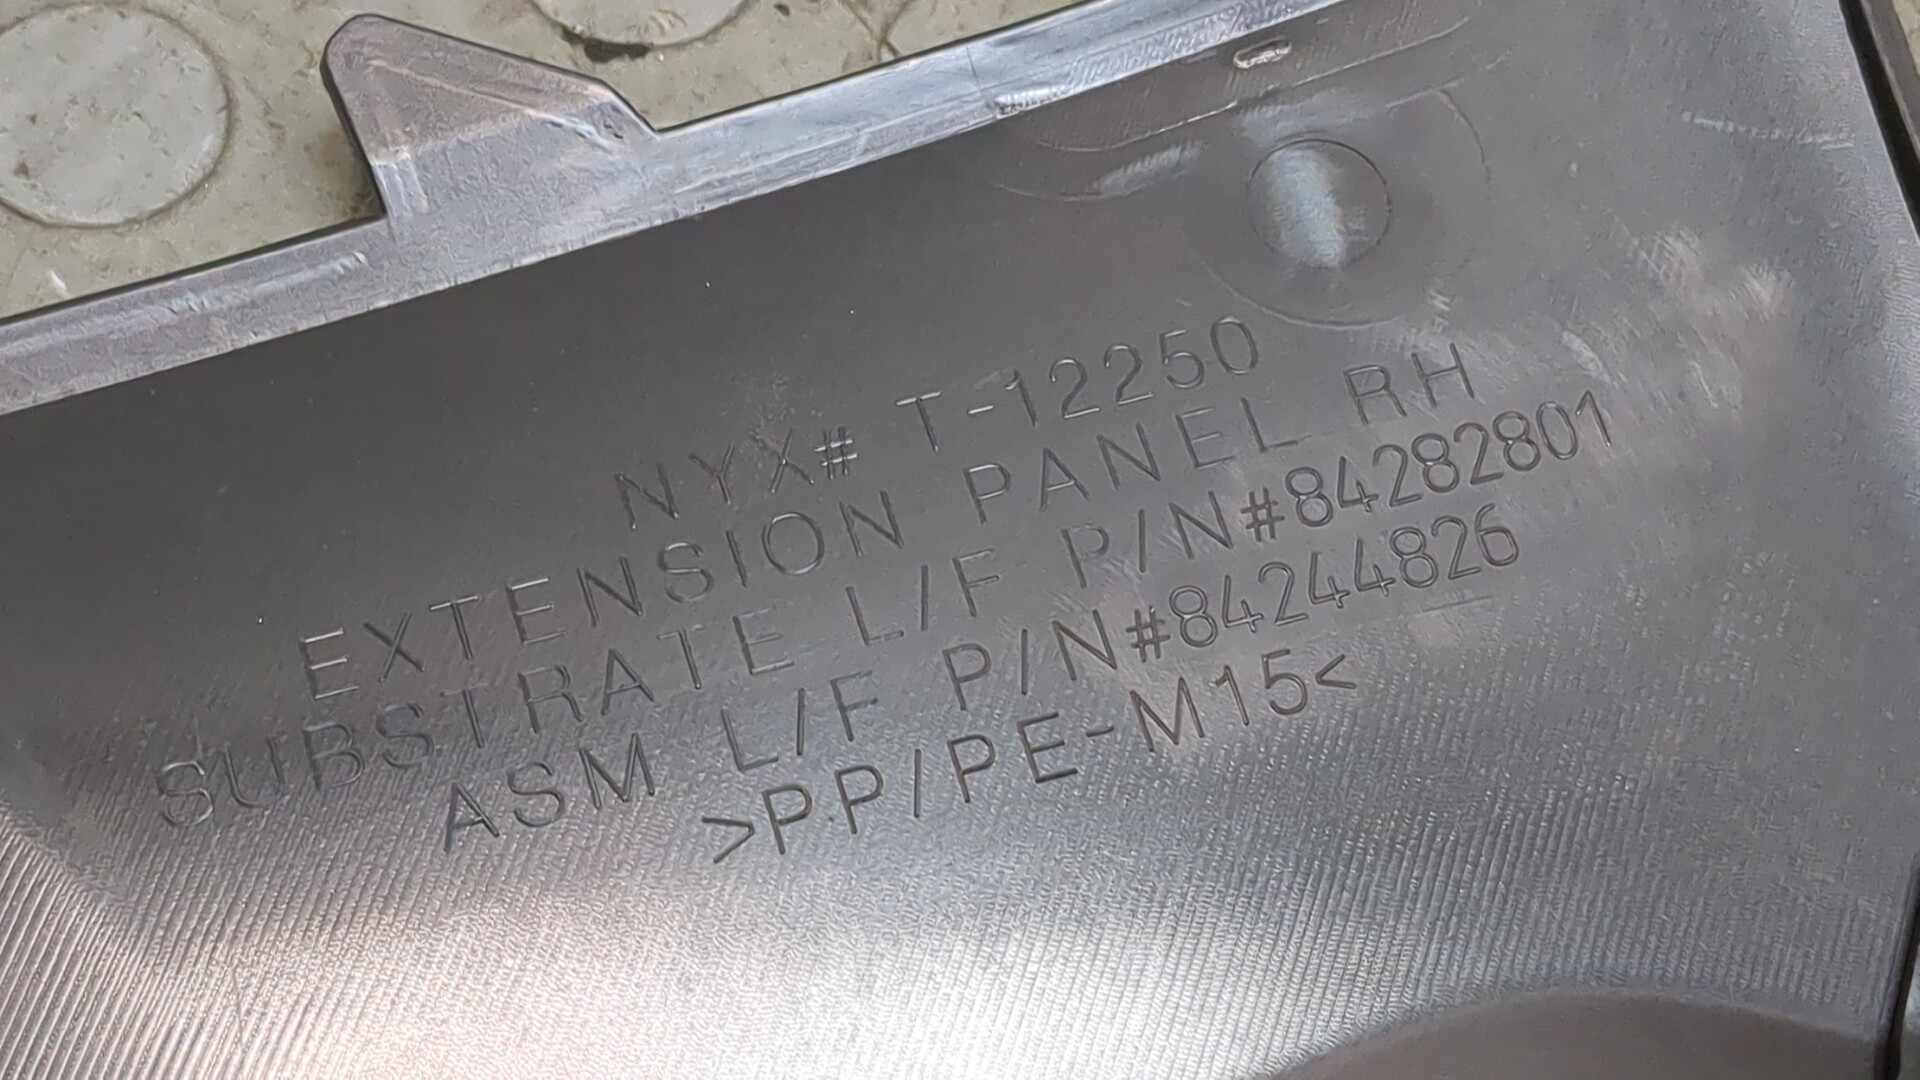 NYX# T-12250
EXTENSION PANEL RH
SUBSTRATE L/F P/N#84282801
ASM L/F P/N#84244826
>PP/PE-M15<